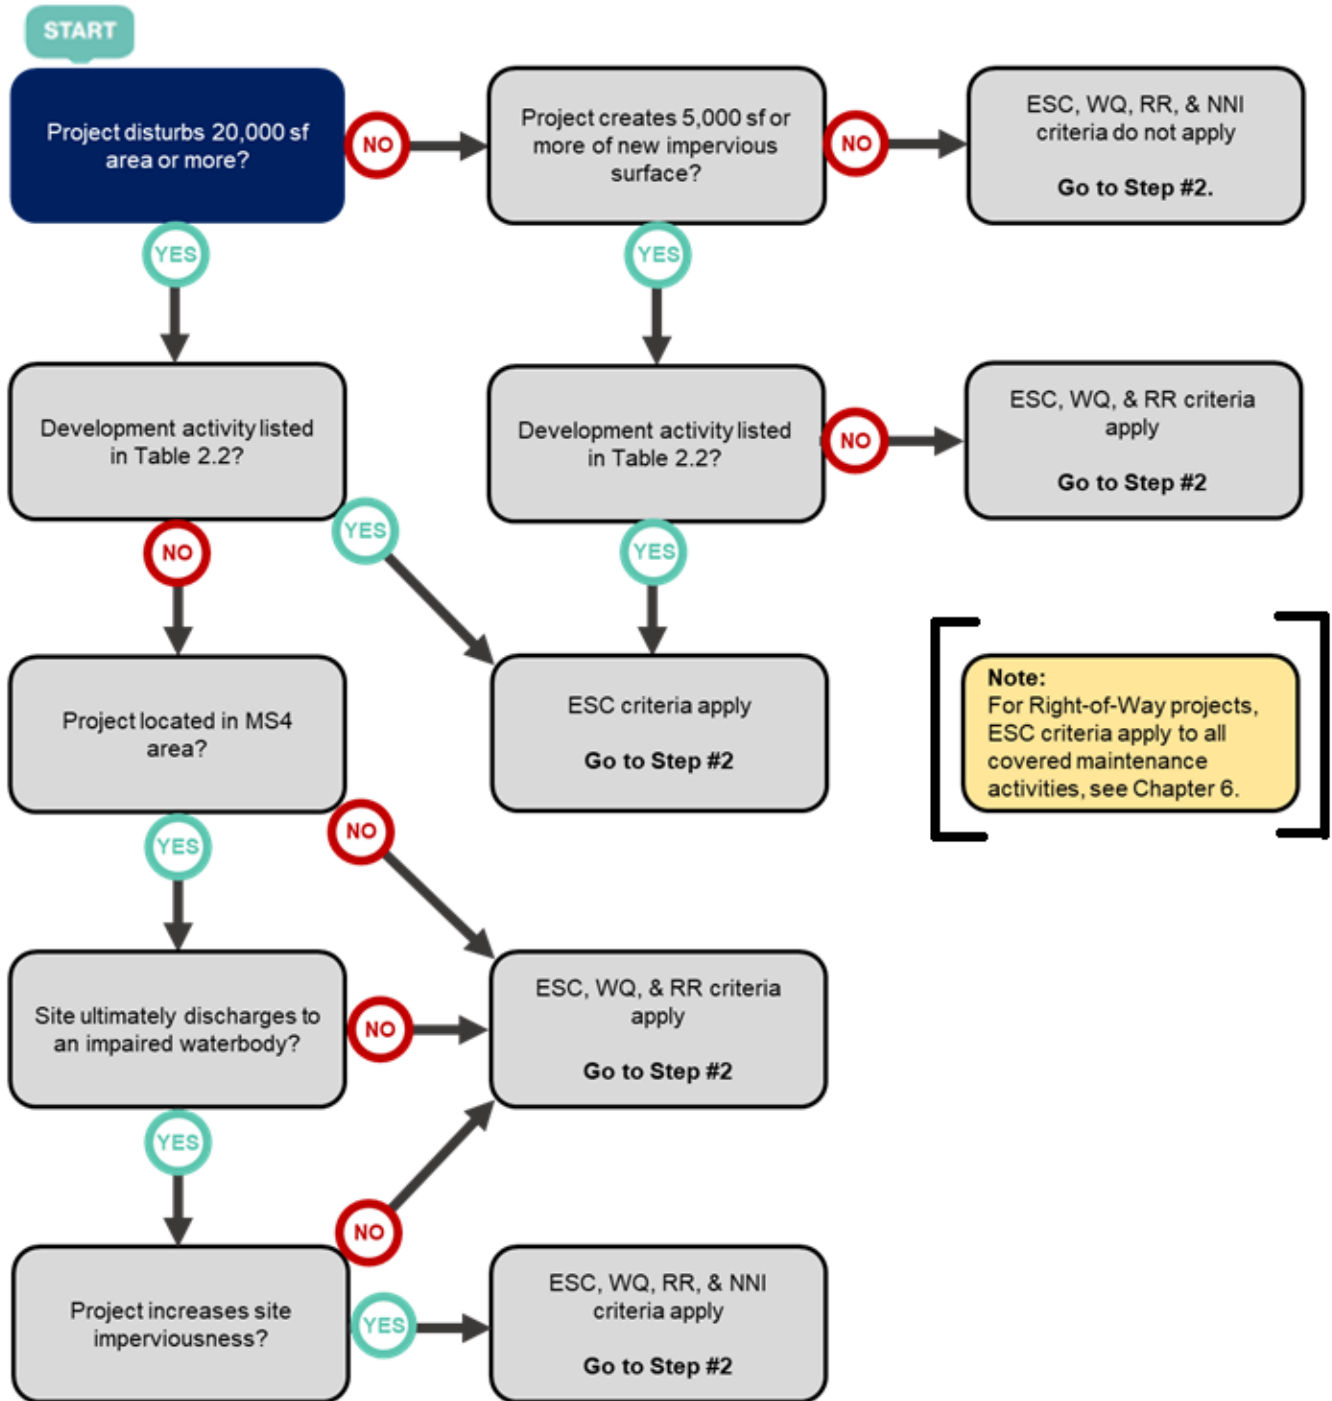 START
Project disturbs 20,000 sf
area or more?
NO
Project creates 5,000 sf or
more of new impervious
surface?
NO
ESC, WQ, RR, & NNI
criteria do not apply
Go to Step #2.
YES
YES
Development activity listed
in Table 2.2?
Development activity listed
in Table 2.2?
NO
ESC, WQ, & RR criteria
apply
Go to Step #2
NO
YES
YES
Project located in MS4
area?
ESC criteria apply
Go to Step #2
Note:
For Right-of-Way projects,
ESC criteria apply to all
covered maintenance
activities, see Chapter 6.
YES
NO
Site ultimately discharges to
an impaired waterbody?
NO
ESC, WQ, & RR criteria
apply
Go to Step #2
YES
NO
Project increases site
imperviousness?
YES
ESC, WQ, RR, & NNI
criteria apply
Go to Step #2